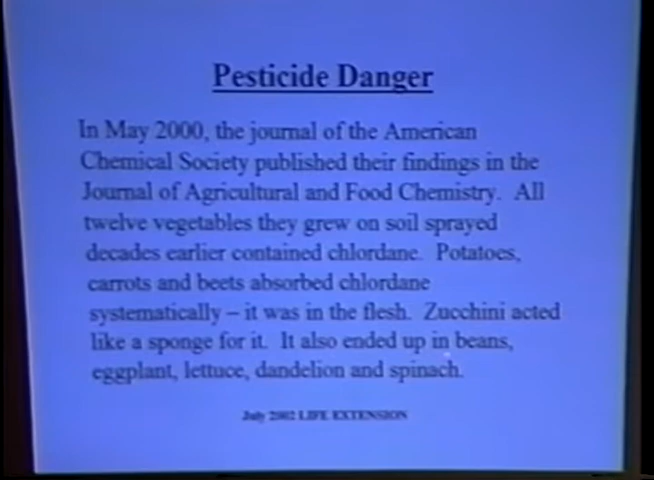 Pesticide Danger
In May 2000, the journal of the American
Chemical Society published their findings in the
Journal of Agricultural and Food Chemistry. All
twelve vegetables they grew on soil sprayed
decades earlier contained chlordane. Potatoes,
carrots and beets absorbed chlordane
systematically – it was in the flesh. Zucchini acted
like a sponge for it. It also ended up in beans,
eggplant, lettuce, dandelion and spinach.
July 2002 LIFE EXTENSION